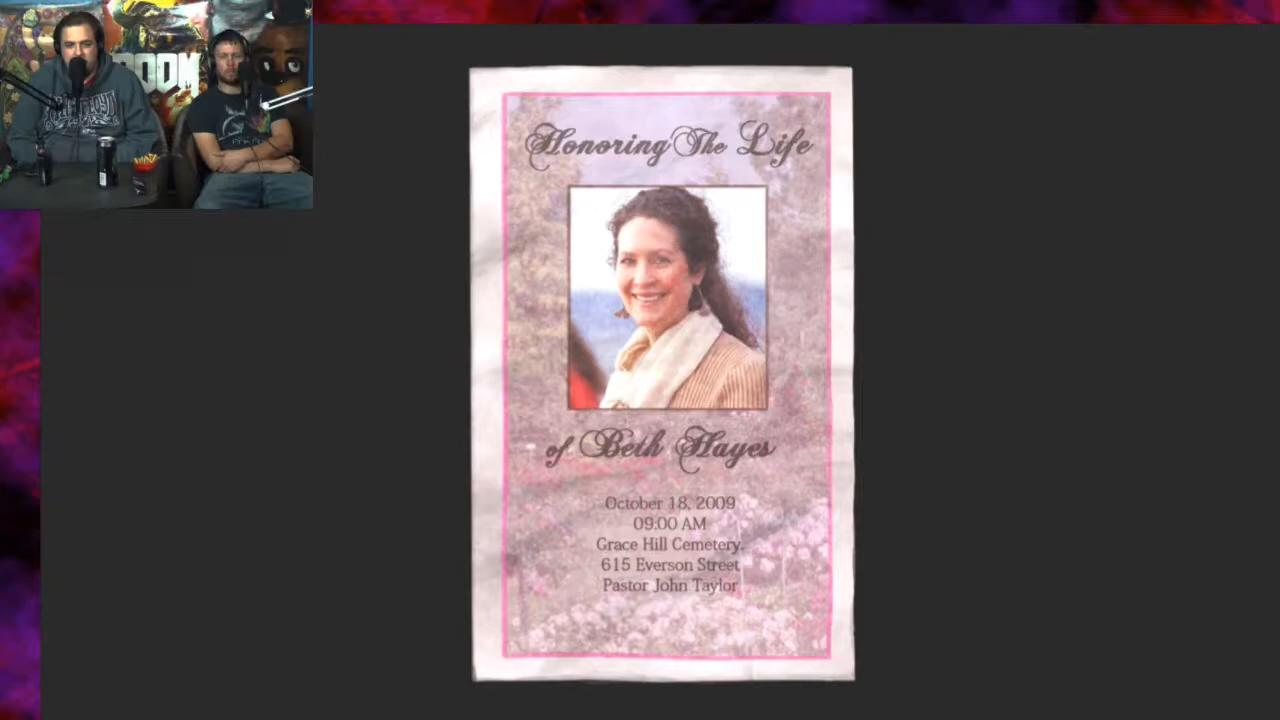 DOOM
Honoring The Life
of Beth Hayes
October 18, 2009
09:00 AM
Grace Hill Cemetery.
615 Everson Street
Pastor John Taylor